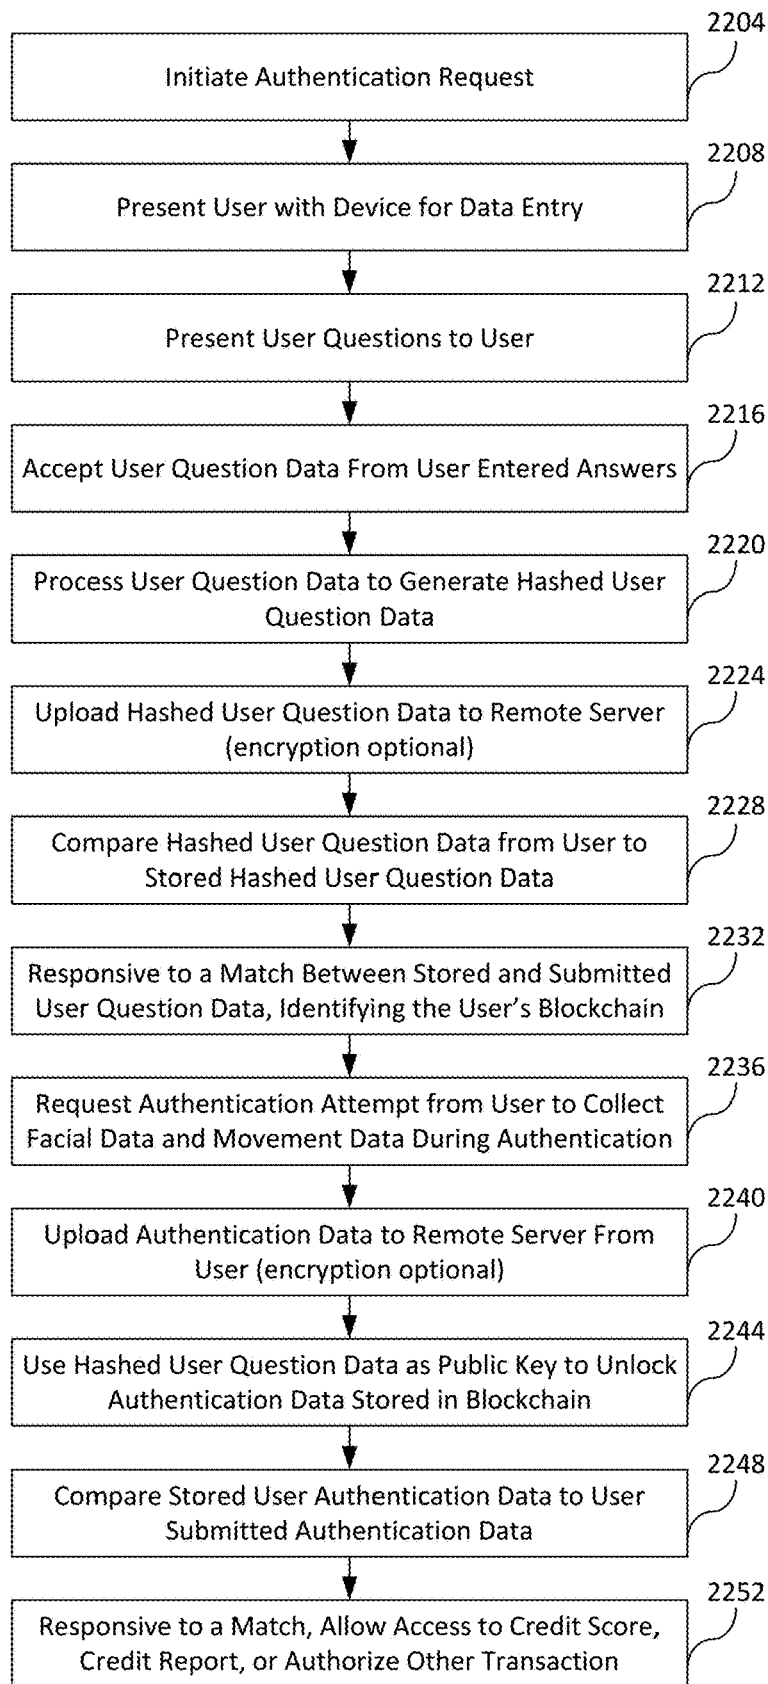 2204
Initiate Authentication Request
2208
Present User with Device for Data Entry
2212
Present User Questions to User
2216
Accept User Question Data From User Entered Answers
2220
Process User Question Data to Generate Hashed User
Question Data
2224
Upload Hashed User Question Data to Remote Server
(encryption optional)
2228
Compare Hashed User Question Data from User to
Stored Hashed User Question Data
2232
Responsive to a Match Between Stored and Submitted
User Question Data, Identifying the User's Blockchain
2236
Request Authentication Attempt from User to Collect
Facial Data and Movement Data During Authentication
2240
Upload Authentication Data to Remote Server From
User (encryption optional)
2244
Use Hashed User Question Data as Public Key to Unlock
Authentication Data Stored in Blockchain
2248
Compare Stored User Authentication Data to User
Submitted Authentication Data
2252
Responsive to a Match, Allow Access to Credit Score,
Credit Report, or Authorize Other Transaction